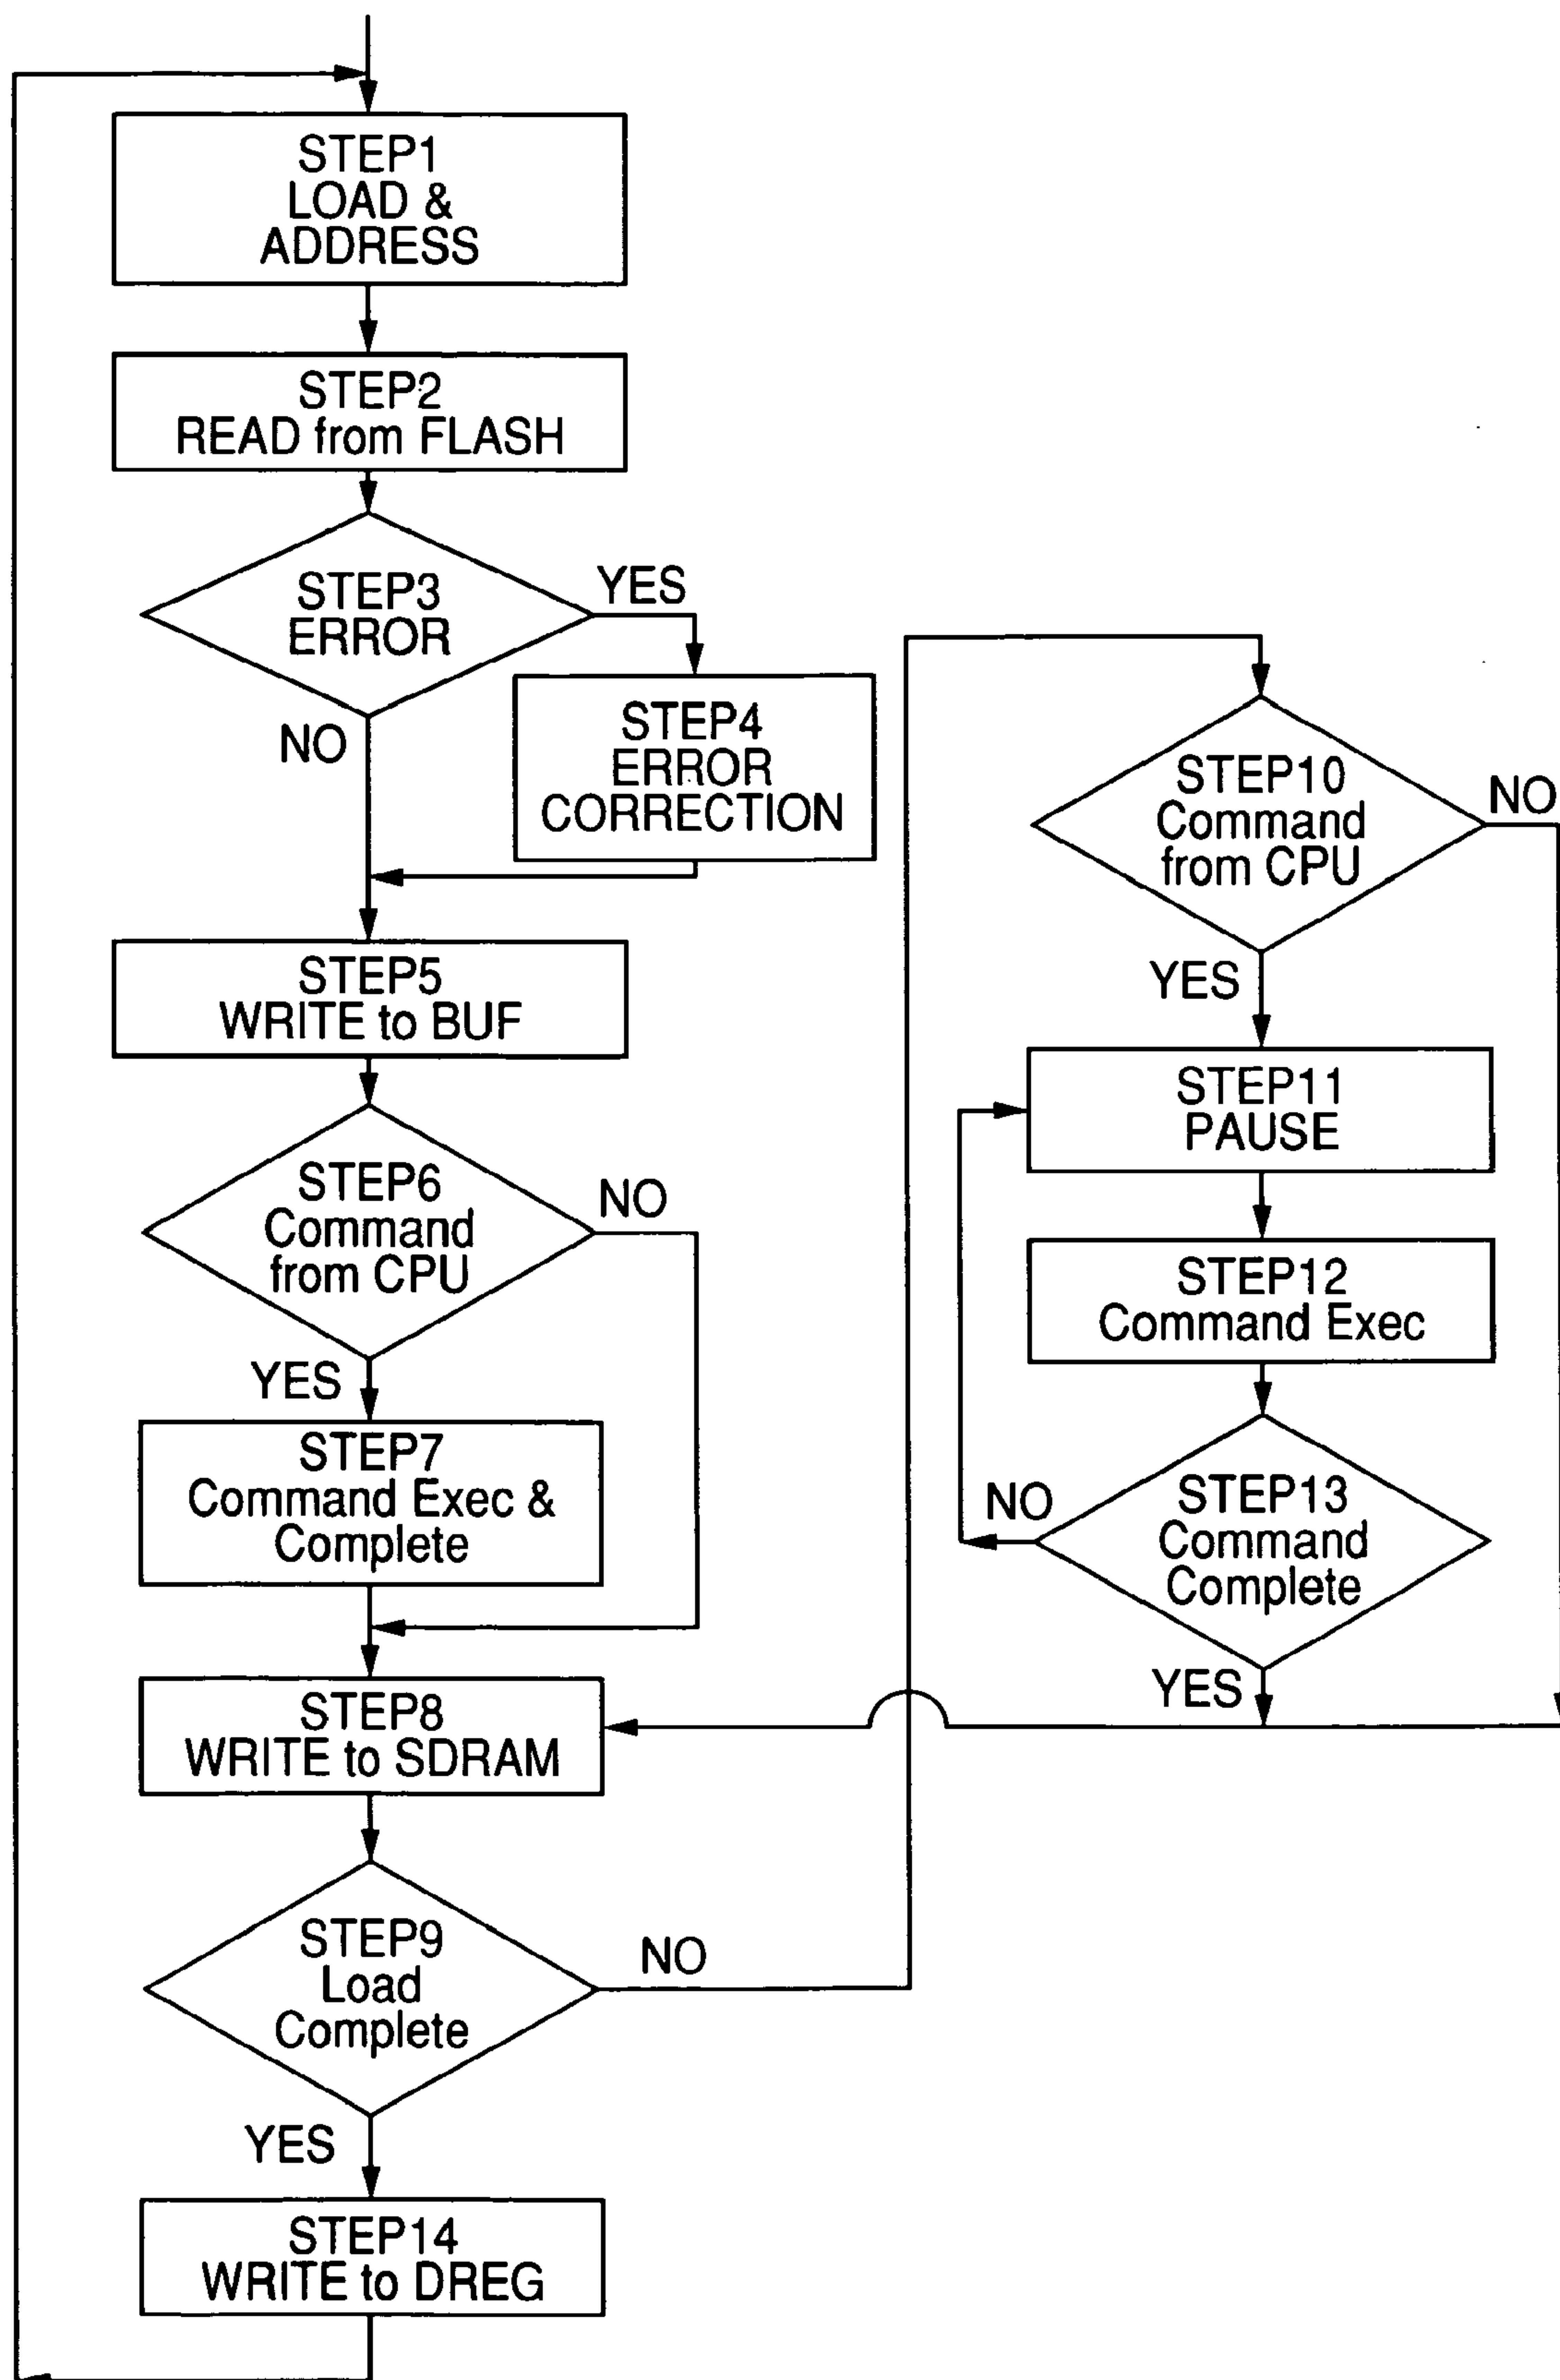 STEP1
LOAD &
ADDRESS
STEP2
READ from FLASH
STEP3
ERROR
YES
NO
STEP4
ERROR
CORRECTION
STEP5
WRITE to BUF
STEP6
Command
from CPU
NO
YES
STEP7
Command Exec &
Complete
STEP8
WRITE to SDRAM
STEP9
Load
Complete
NO
YES
STEP14
WRITE to DREG
STEP10
Command
from CPU
NO
YES
STEP11
PAUSE
STEP12
Command Exec
STEP13
Command
Complete
NO
YES